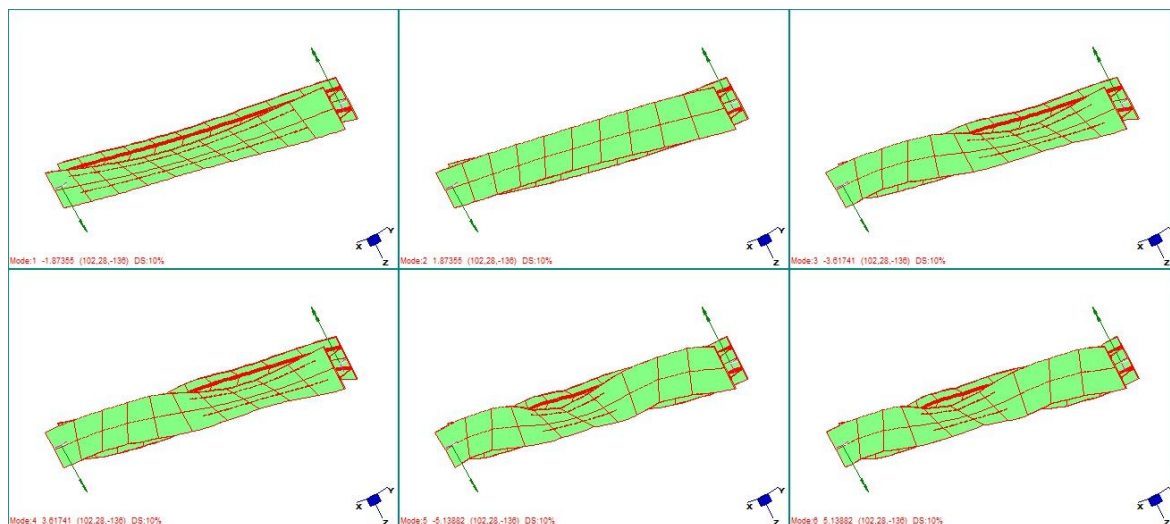 Y
X
Z
Mode:1 -1.87355 (102,28,-136) DS:10%
Y
X
Z
Mode:2 1.87355 (102,28,-136) DS:10%
Y
X
Z
Mode:3 -3.61741 (102,28,-136) DS:10%
Y
X
Z
Mode:4 3.61741 (102,28,-136) DS:10%
Y
X
Z
Mode:5 -5.13882 (102,28,-136) DS:10%
Y
X
Z
Mode:6 5.13882 (102,28,-136) DS:10%